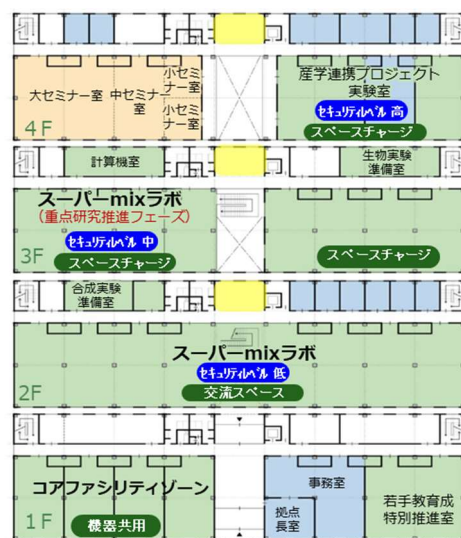 産学連携プロジェクト
実験室
セキュリティレベル 高
スペースチャージ
大セミナー室
中セミナー
室
小セミ
ナー室
小セミ
ナー室
4F
計算機室
生物実験
準備室
スーパーmixラボ
(重点研究推進フェーズ)
セキュリティレベル 中
スペースチャージ
スペースチャージ
3F
合成実験
準備室
スーパーmixラボ
セキュリティレベル 低
交流スペース
2F
コアファシリティゾーン
機器共用
1F
事務室
拠点
長室
若手教育成
特別推進室